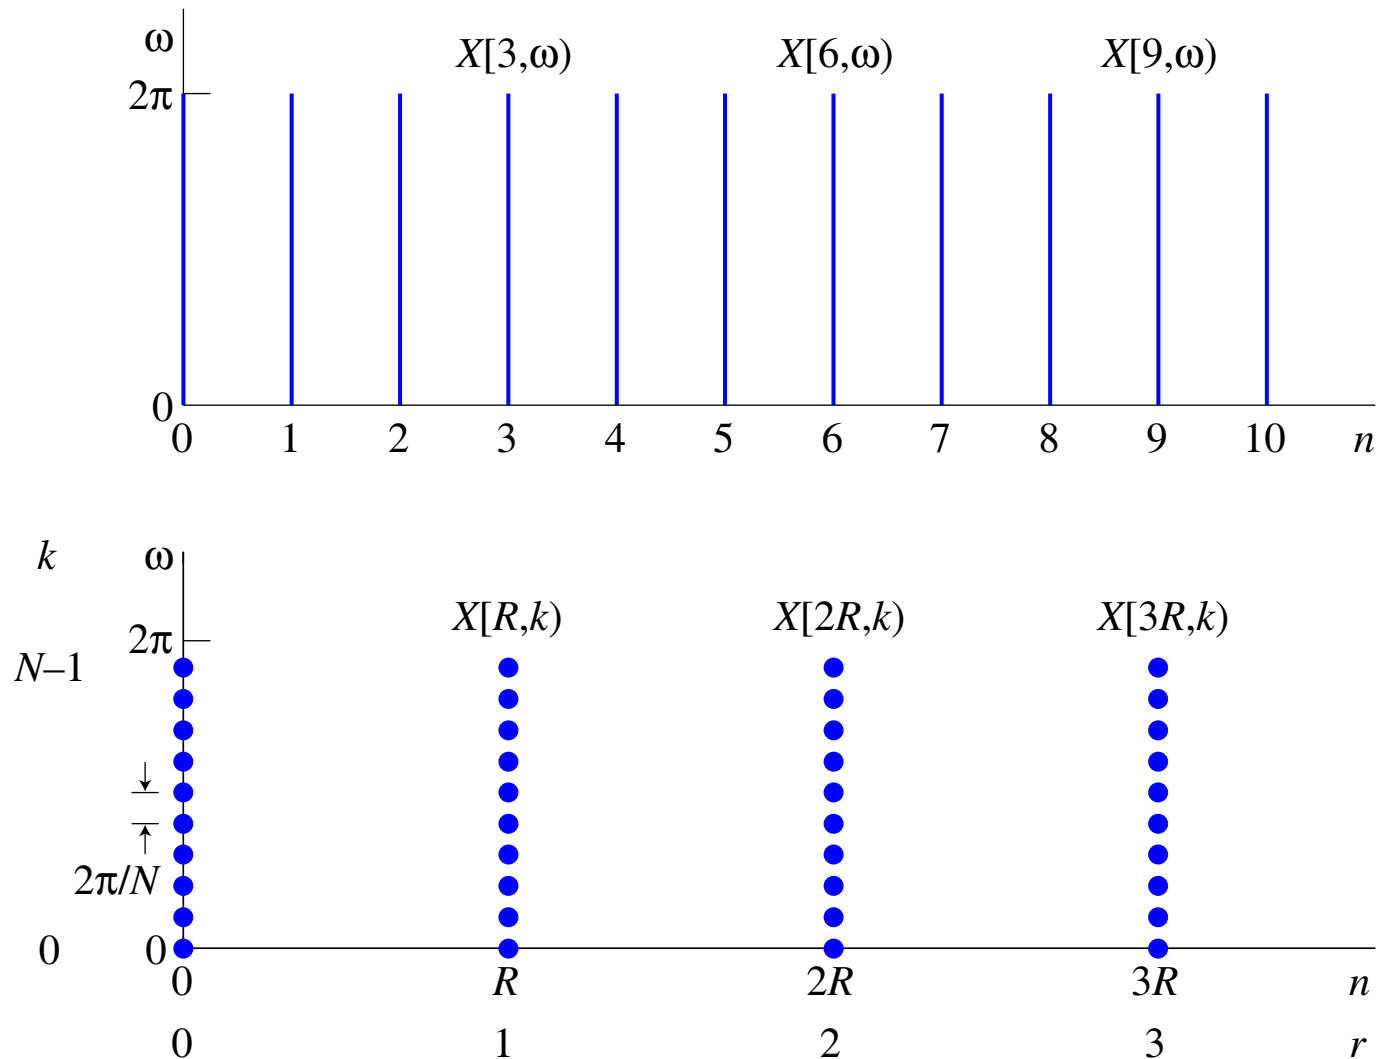 ω
X[3,ω) X[6,ω) X[9,ω)
2π
0
0 1 2 3 4 5 6 7 8 9 10 n
k ω
X[R,k) X[2R,k) X[3R,k)
2π
N–1
2π/N
0 0
0 R 2R 3R n
0 1 2 3 r